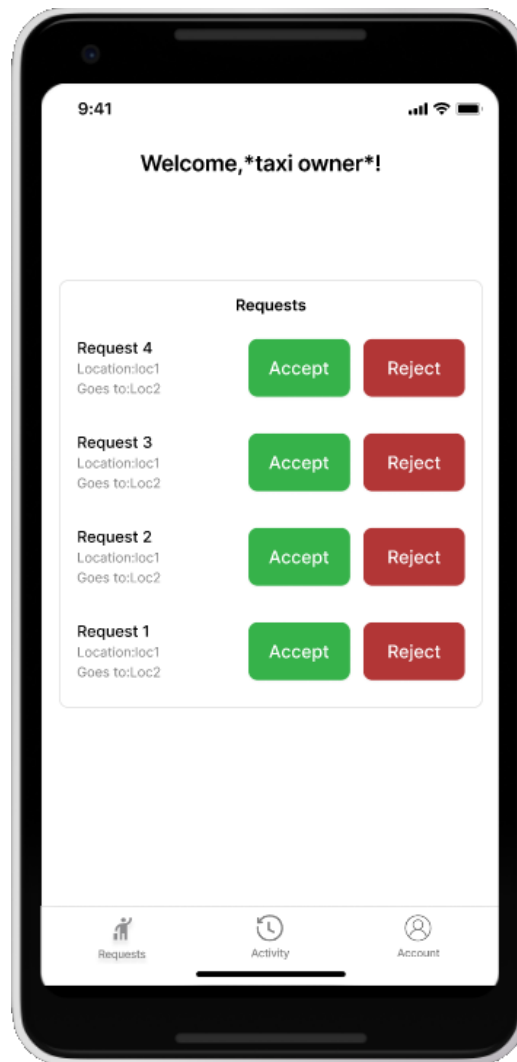 9:41
Welcome,*taxi owner*!
Requests
Request 4
Location:loc1
Goes to:Loc2
Accept
Reject
Request 3
Location:loc1
Goes to:Loc2
Accept
Reject
Request 2
Location:loc1
Goes to:Loc2
Accept
Reject
Request 1
Location:loc1
Goes to:Loc2
Accept
Reject
Requests
Activity
Account